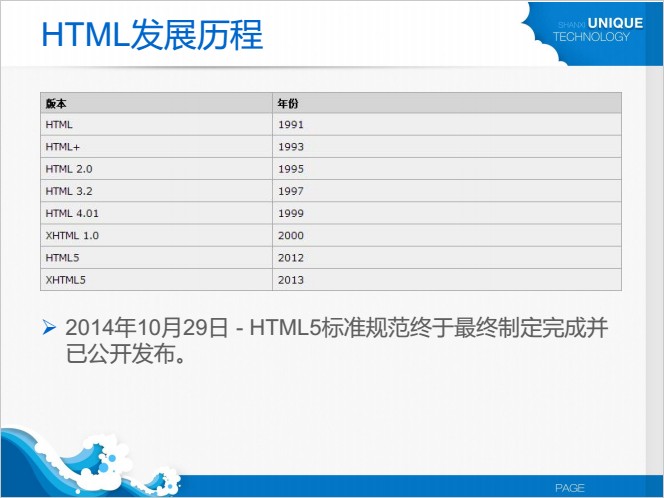 HTML发展历程
SHANXI UNIQUE
TECHNOLOGY
版本 年份
HTML 1991
HTML+ 1993
HTML 2.0 1995
HTML 3.2 1997
HTML 4.01 1999
XHTML 1.0 2000
HTML5 2012
XHTML5 2013
2014年10月29日 - HTML5标准规范终于最终制定完成并
已公开发布。
PAGE